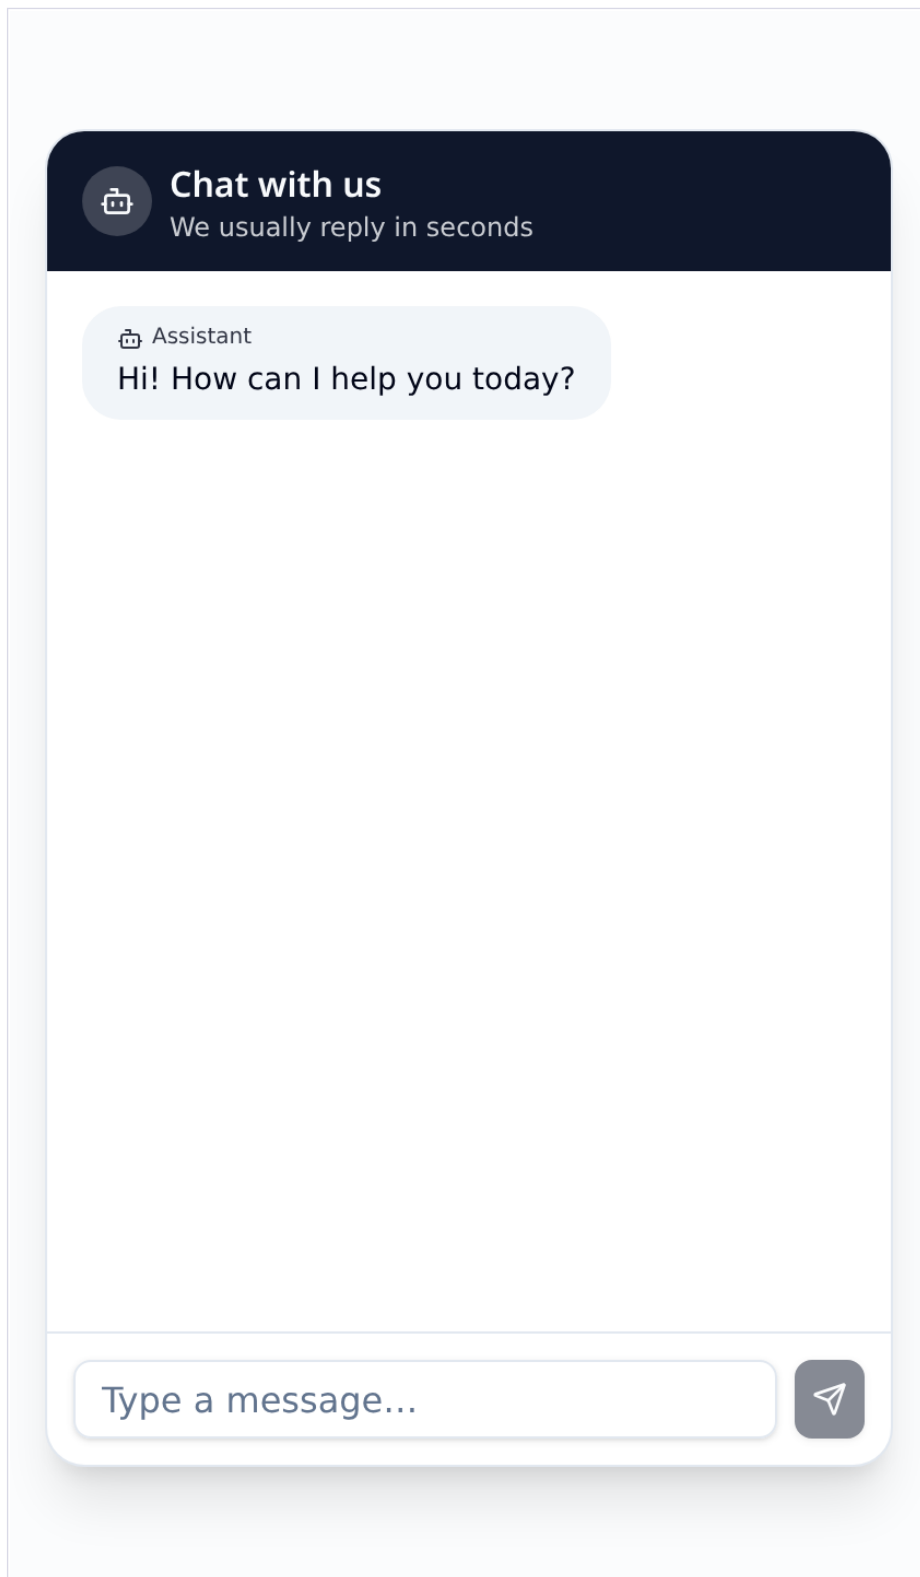 Chat with us
We usually reply in seconds
Assistant
Hi! How can I help you today?
Type a message...